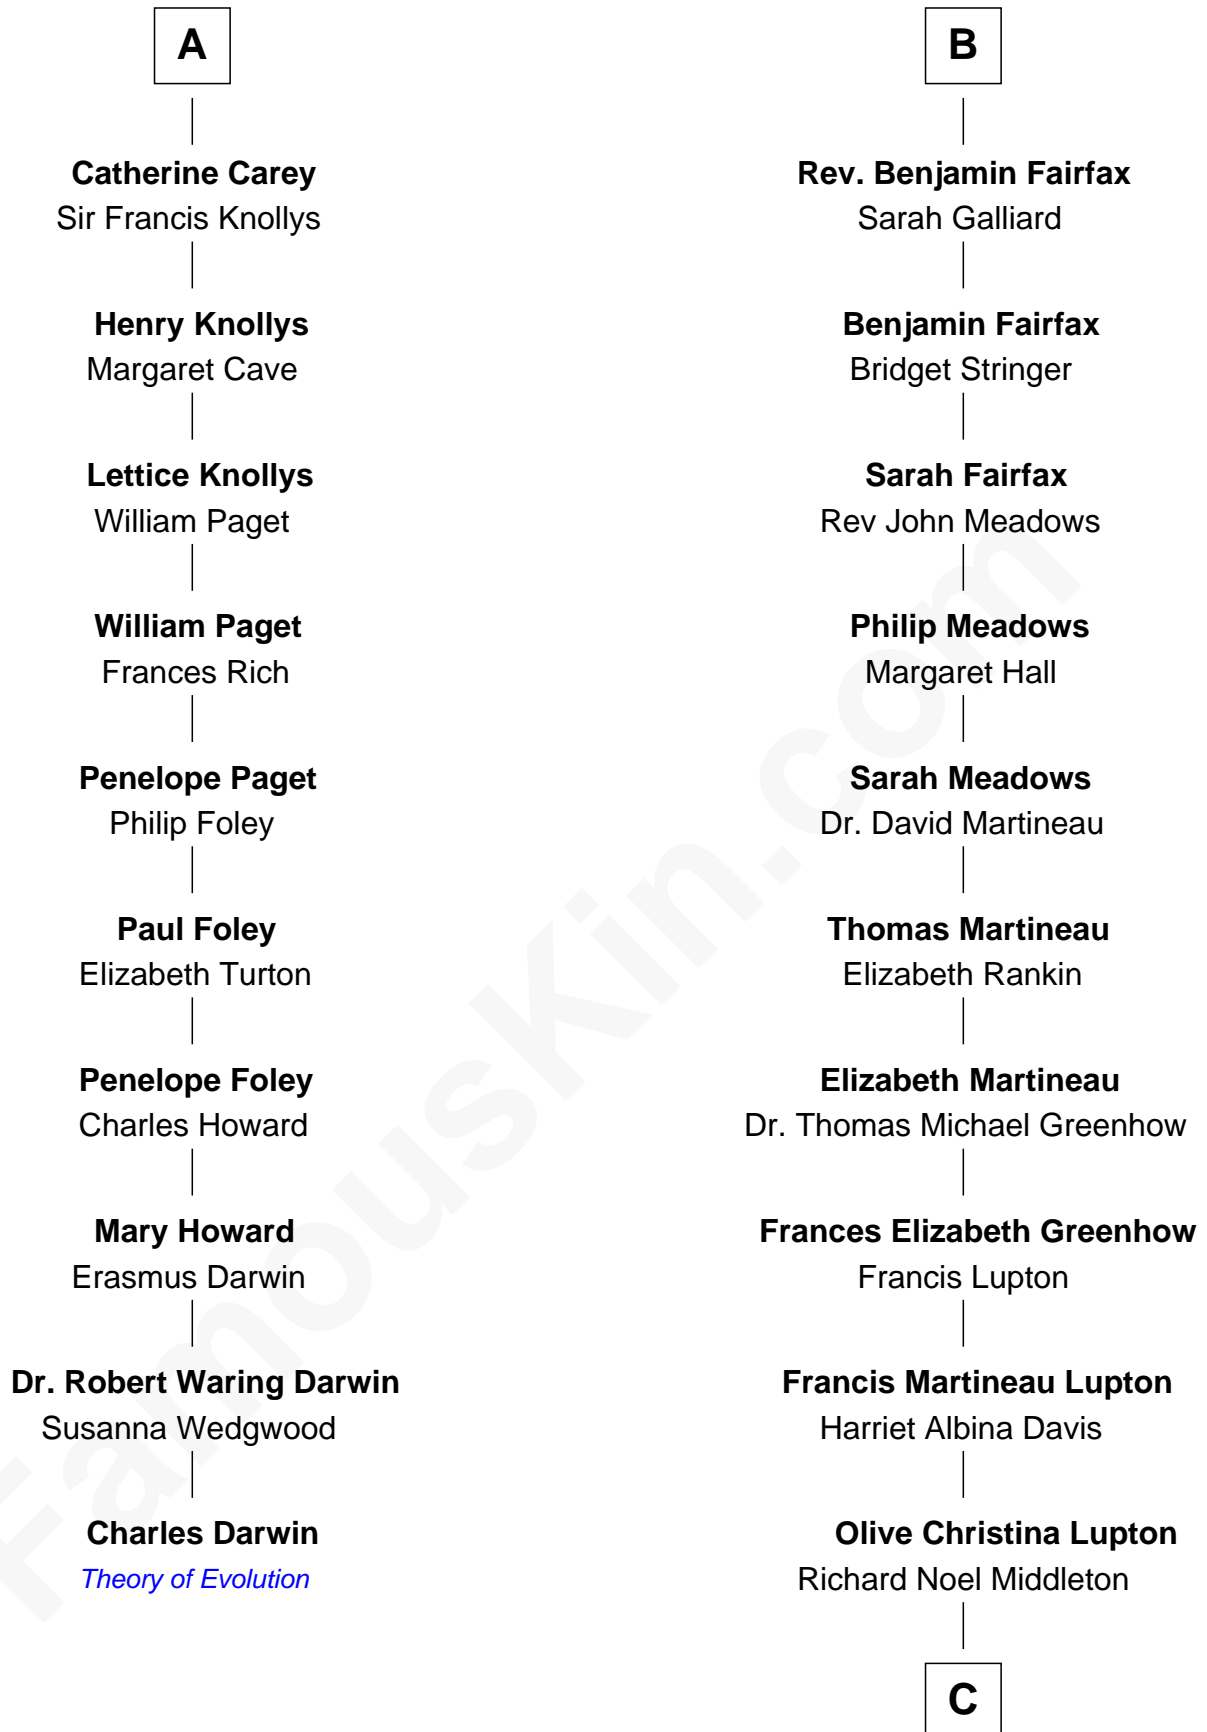 A
Catherine Carey
Sir Francis Knollys
Henry Knollys
Margaret Cave
Lettice Knollys
William Paget
William Paget
Frances Rich
Penelope Paget
Philip Foley
Paul Foley
Elizabeth Turton
Penelope Foley
Charles Howard
Mary Howard
Erasmus Darwin
Dr. Robert Waring Darwin
Susanna Wedgwood
Charles Darwin
Theory of Evolution
B
Rev. Benjamin Fairfax
Sarah Galliard
Benjamin Fairfax
Bridget Stringer
Sarah Fairfax
Rev John Meadows
Philip Meadows
Margaret Hall
Sarah Meadows
Dr. David Martineau
Thomas Martineau
Elizabeth Rankin
Elizabeth Martineau
Dr. Thomas Michael Greenhow
Frances Elizabeth Greenhow
Francis Lupton
Francis Martineau Lupton
Harriet Albina Davis
Olive Christina Lupton
Richard Noel Middleton
C
FamousKin.com